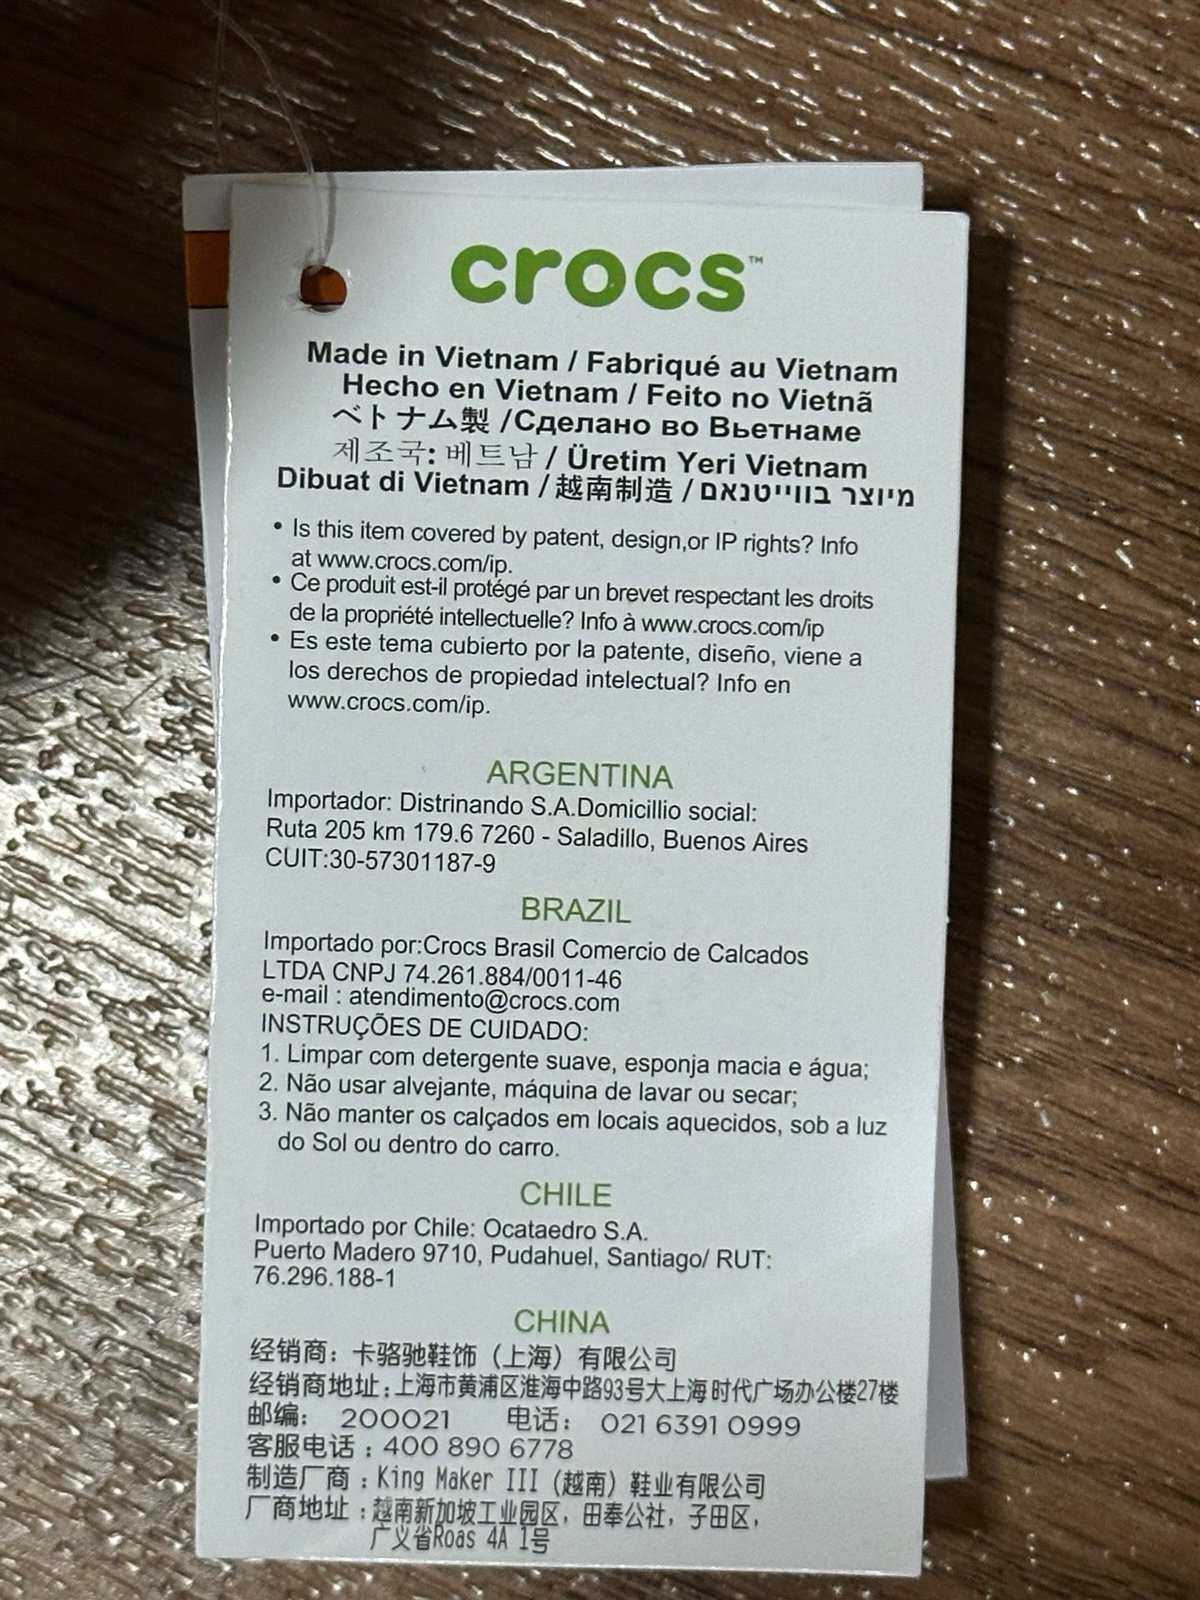 crocs™
Made in Vietnam / Fabriqué au Vietnam
Hecho en Vietnam / Feito no Vietnã
ベトナム製 /Сделано во Вьетнаме
제조국: 베트남 / Üretim Yeri Vietnam
Dibuat di Vietnam / 越南制造 / מיוצר בווייטנאם
• Is this item covered by patent, design,or IP rights? Info
at www.crocs.com/ip.
• Ce produit est-il protégé par un brevet respectant les droits
de la propriété intellectuelle? Info à www.crocs.com/ip
• Es este tema cubierto por la patente, diseño, viene a
los derechos de propiedad intelectual? Info en
www.crocs.com/ip.
ARGENTINA
Importador: Distrinando S.A.Domicillio social:
Ruta 205 km 179.6 7260 - Saladillo, Buenos Aires
CUIT:30-57301187-9
BRAZIL
Importado por:Crocs Brasil Comercio de Calcados
LTDA CNPJ 74.261.884/0011-46
e-mail : atendimento@crocs.com
INSTRUÇÕES DE CUIDADO:
1. Limpar com detergente suave, esponja macia e água;
2. Não usar alvejante, máquina de lavar ou secar;
3. Não manter os calçados em locais aquecidos, sob a luz
do Sol ou dentro do carro.
CHILE
Importado por Chile: Ocataedro S.A.
Puerto Madero 9710, Pudahuel, Santiago/ RUT:
76.296.188-1
CHINA
经销商: 卡骆驰鞋饰（上海）有限公司
经销商地址:上海市黄浦区淮海中路93号大上海时代广场办公楼27楼
邮编: 200021 电话: 021 6391 0999
客服电话 : 400 890 6778
制造厂商 : King Maker III (越南) 鞋业有限公司
厂商地址 : 越南新加坡工业园区, 田奉公社, 子田区,
广义省Roas 4A 1号